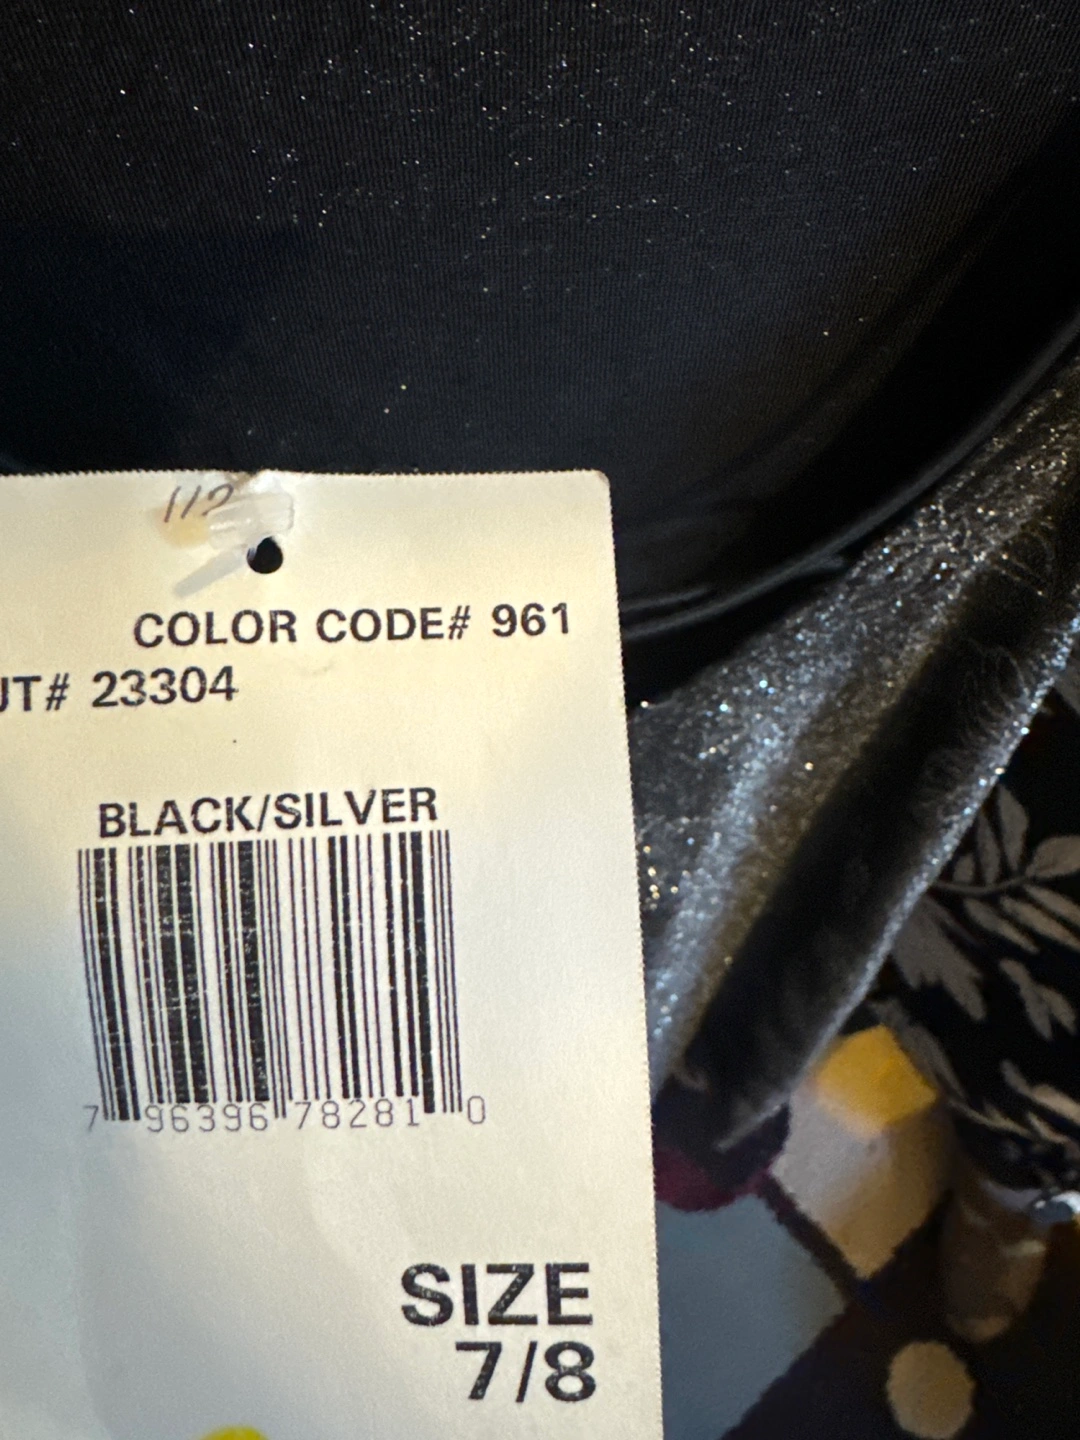 112
COLOR CODE# 961
UT# 23304
BLACK/SILVER
7 96396 78281 0
SIZE
7/8